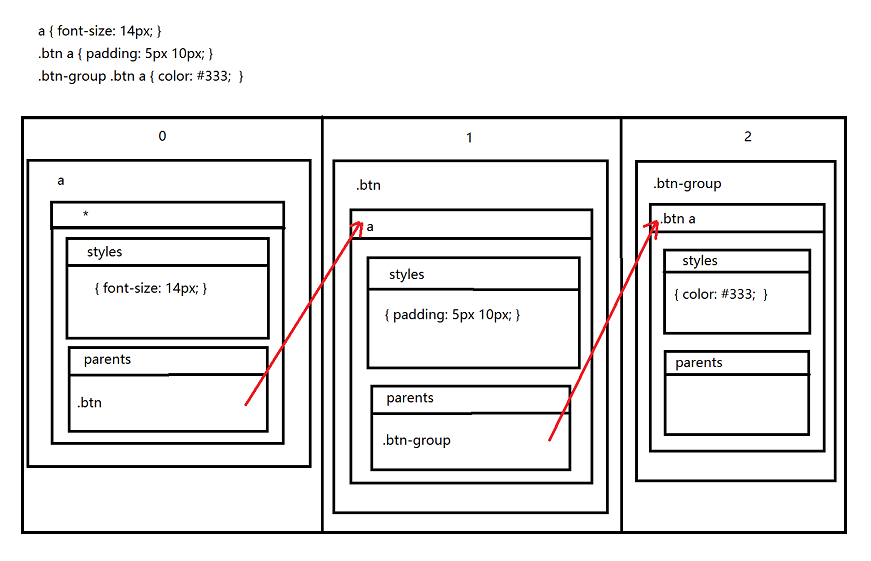 a { font-size: 14px; }
.btn a { padding: 5px 10px; }
.btn-group .btn a { color: #333;  }
0
a
*
styles
{ font-size: 14px; }
parents
.btn
1
.btn
a
styles
{ padding: 5px 10px; }
parents
.btn-group
2
.btn-group
.btn a
styles
{ color: #333;  }
parents